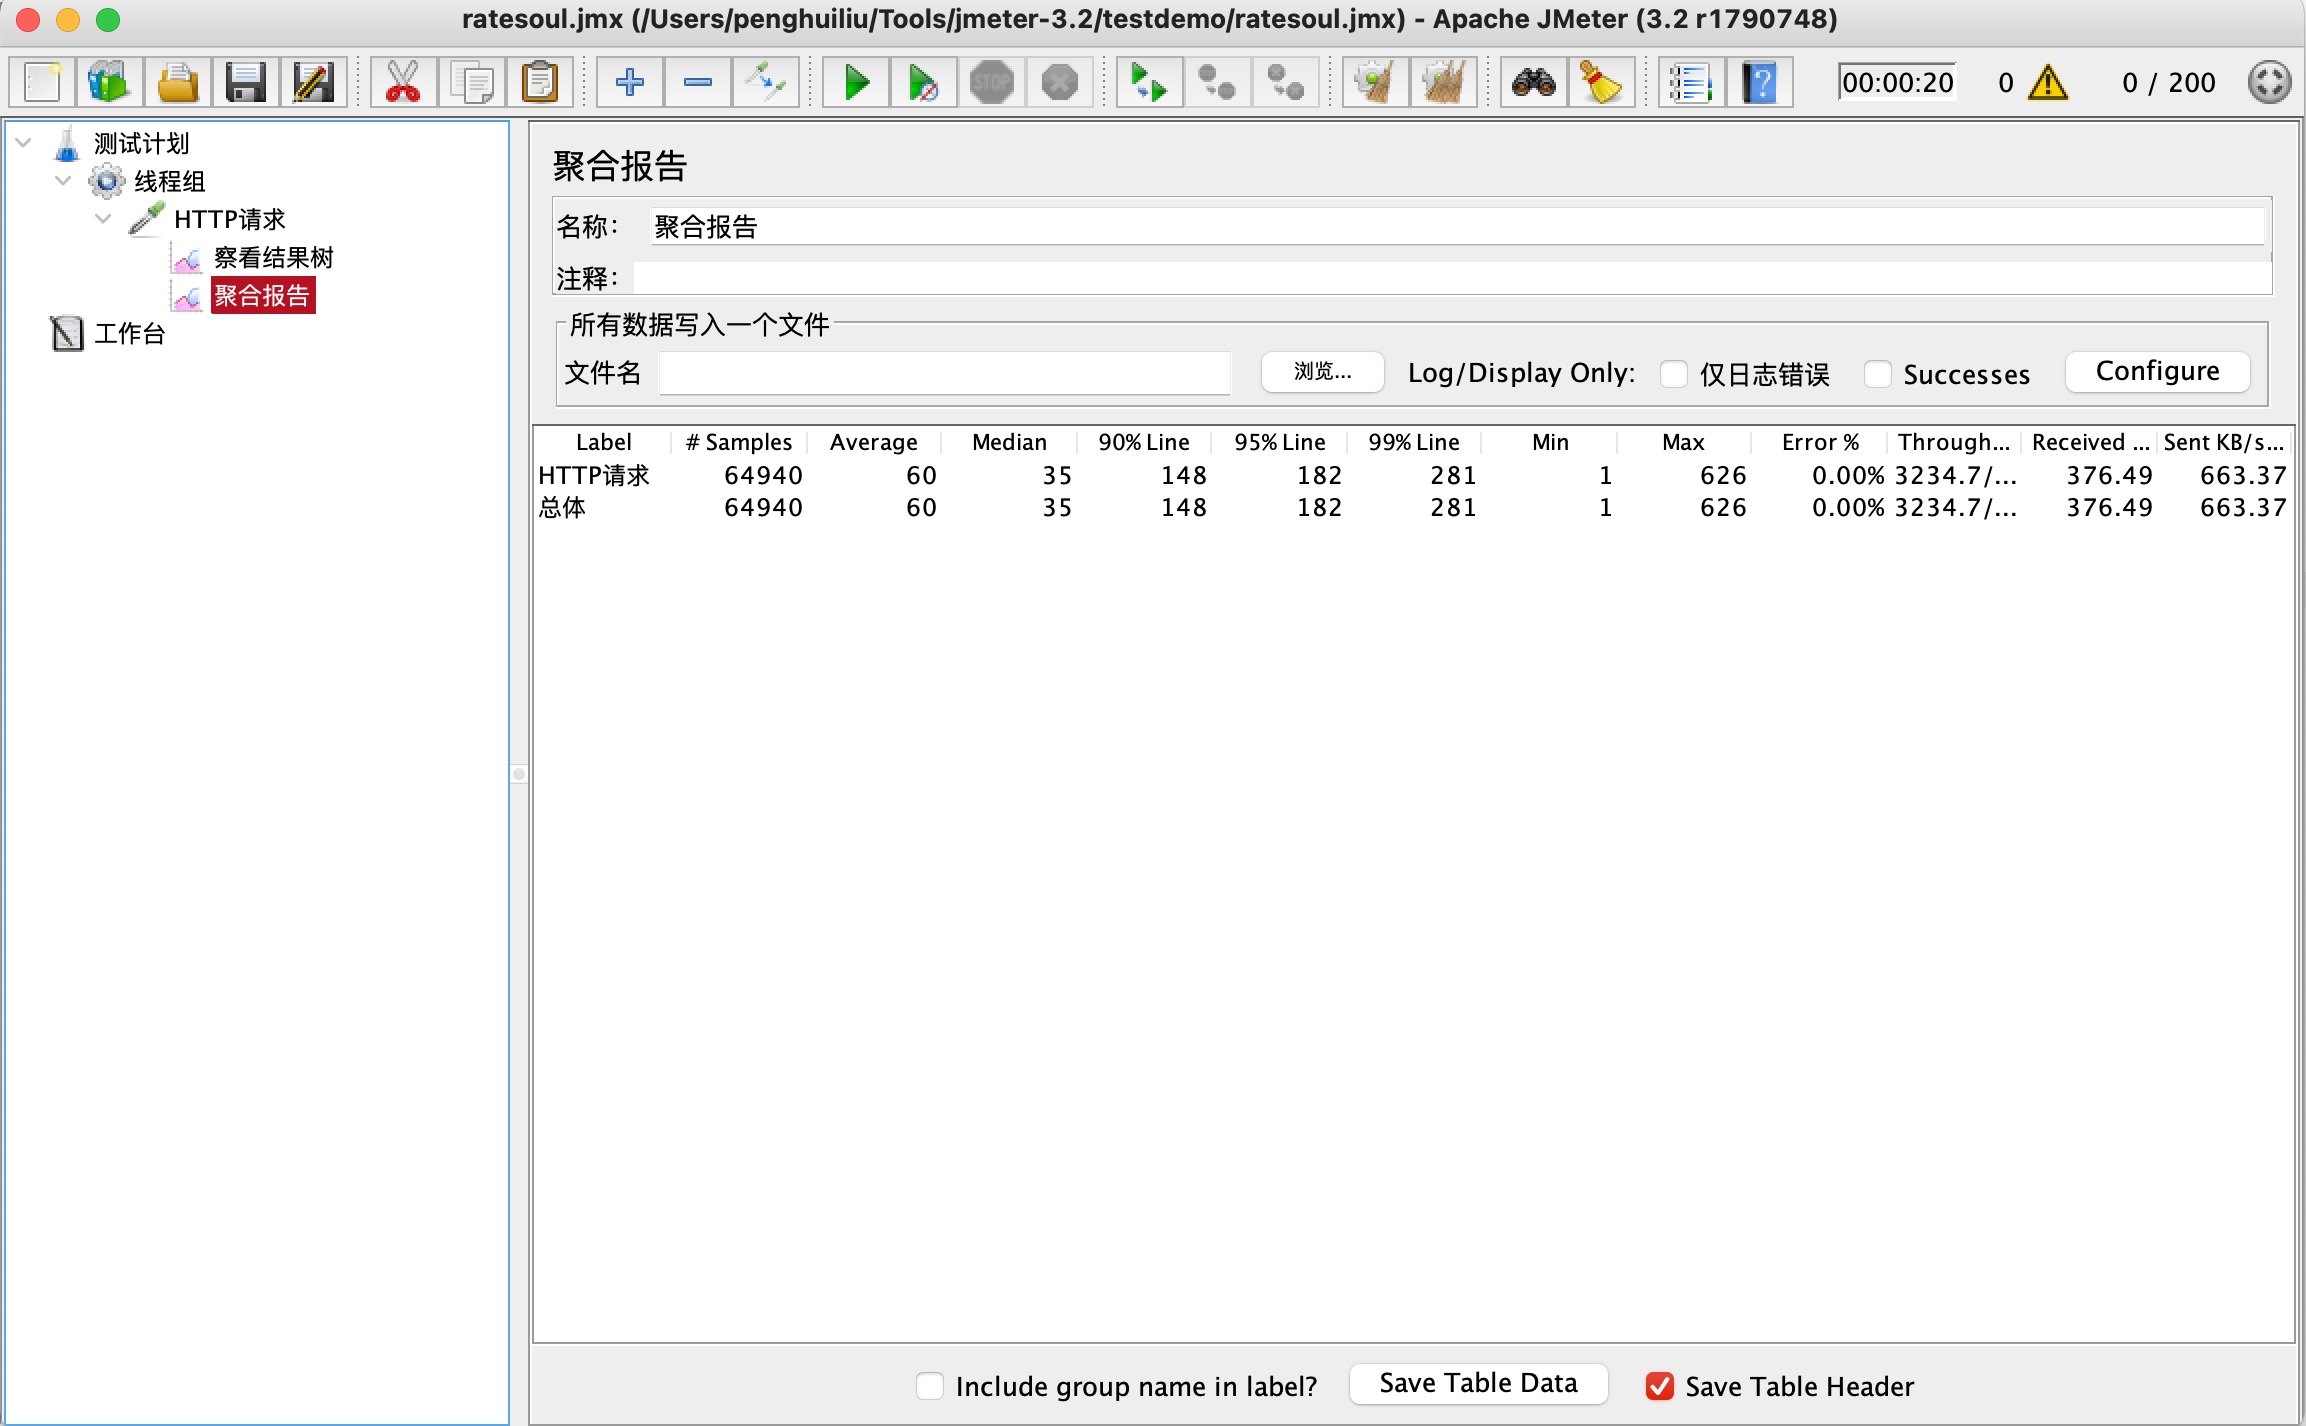 ratesoul.jmx (/Users/penghuiliu/Tools/jmeter-3.2/testdemo/ratesoul.jmx) - Apache JMeter (3.2 r1790748)
STOP
00:00:20 0 0 / 200
测试计划
线程组
HTTP请求
察看结果树
聚合报告
工作台
聚合报告
名称: 聚合报告
注释:
所有数据写入一个文件
文件名 浏览... Log/Display Only: 仅日志错误 Successes Configure
Label # Samples Average Median 90% Line 95% Line 99% Line Min Max Error % Through... Received ... Sent KB/s...
HTTP请求 64940 60 35 148 182 281 1 626 0.00% 3234.7/... 376.49 663.37
总体 64940 60 35 148 182 281 1 626 0.00% 3234.7/... 376.49 663.37
Include group name in label? Save Table Data Save Table Header